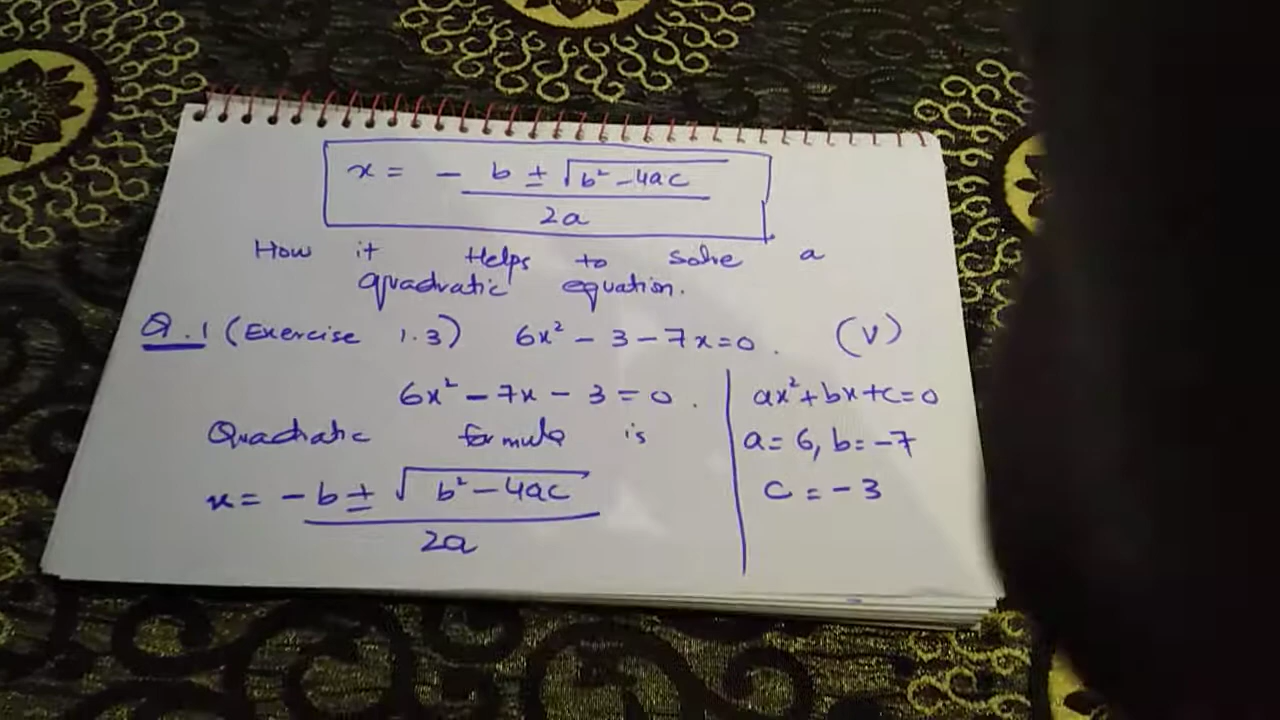 x = - b ± √b² - 4ac
2a
How it Helps to solve a
quadratic equation.
Q.1 (Exercise 1.3) 6x² - 3 - 7x = 0. (V)
6x² - 7x - 3 = 0.
ax² + bx + c = 0
Quadratic formula is
a = 6, b = -7
x = -b ± √b² - 4ac
2a
c = -3